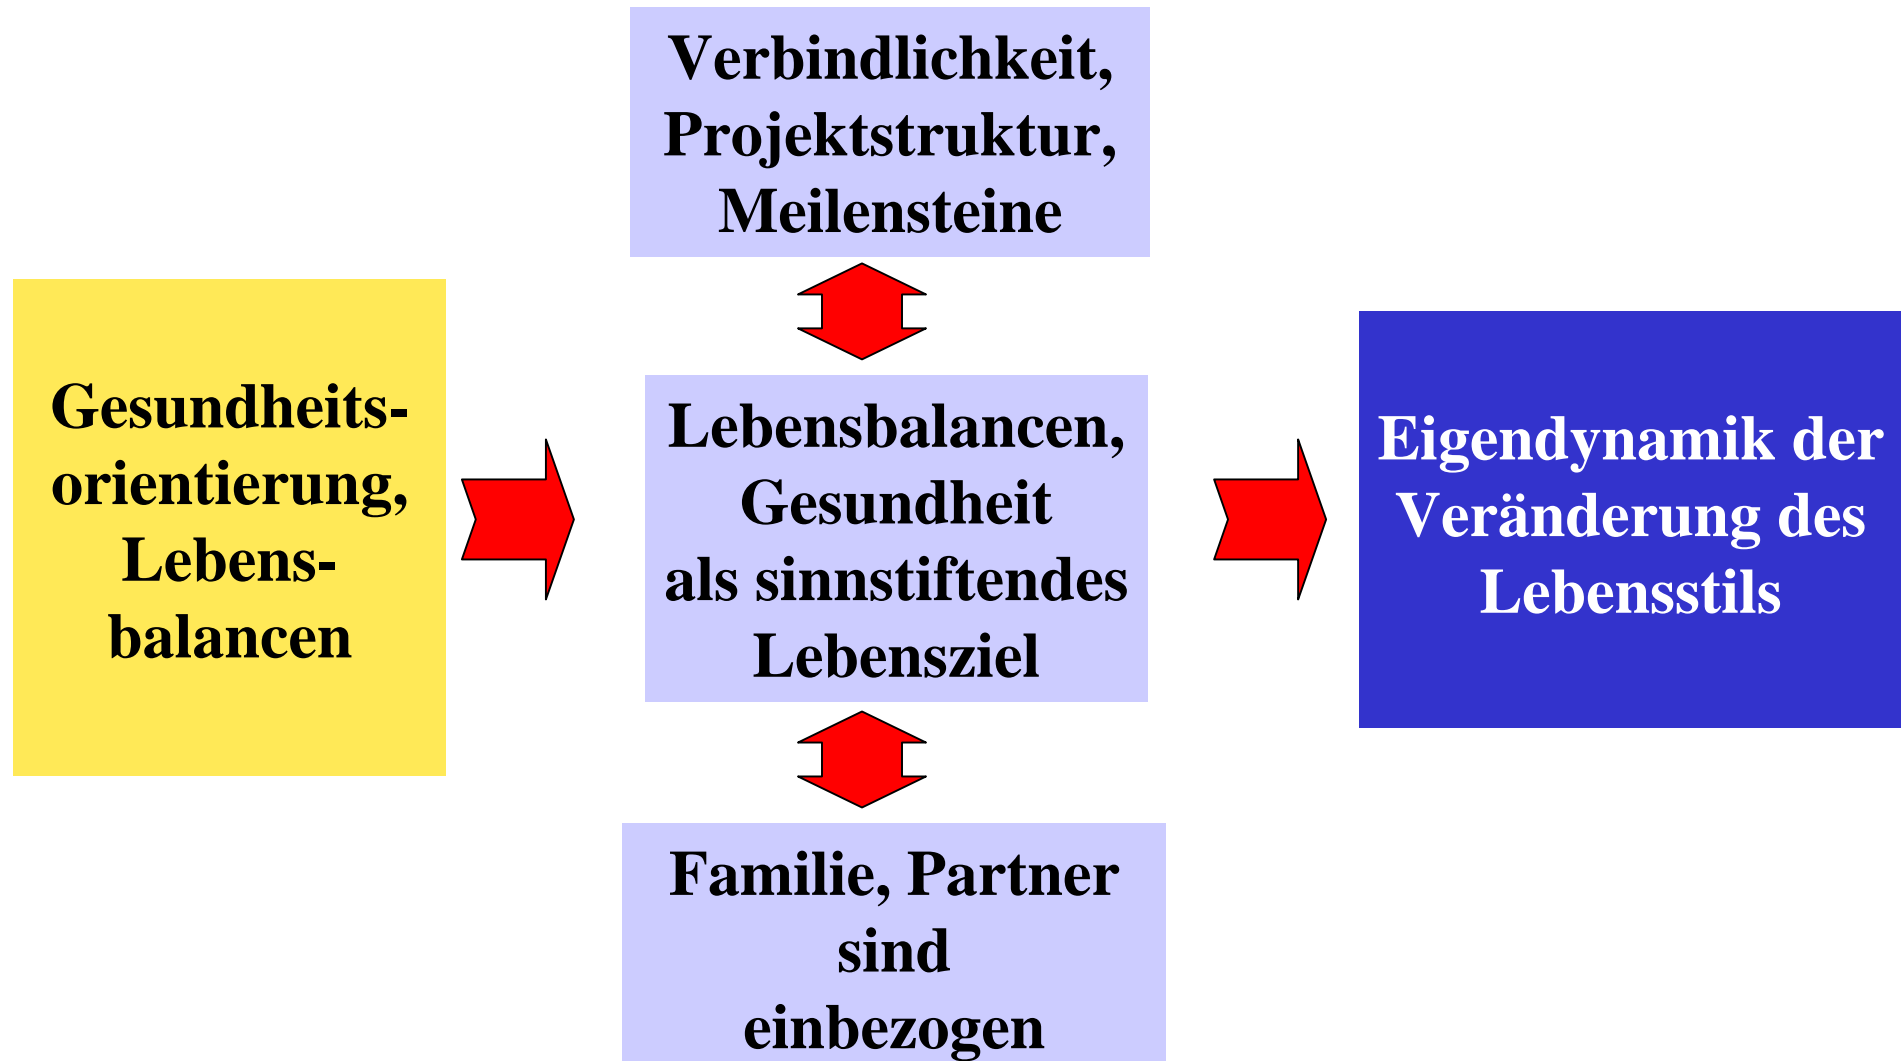 Verbindlichkeit,
Projektstruktur,
Meilensteine
Gesundheits-
orientierung,
Lebens-
balancen
Lebensbalancen,
Gesundheit
als sinnstiftendes
Lebensziel
Eigendynamik der
Veränderung des
Lebensstils
Familie, Partner
sind
einbezogen